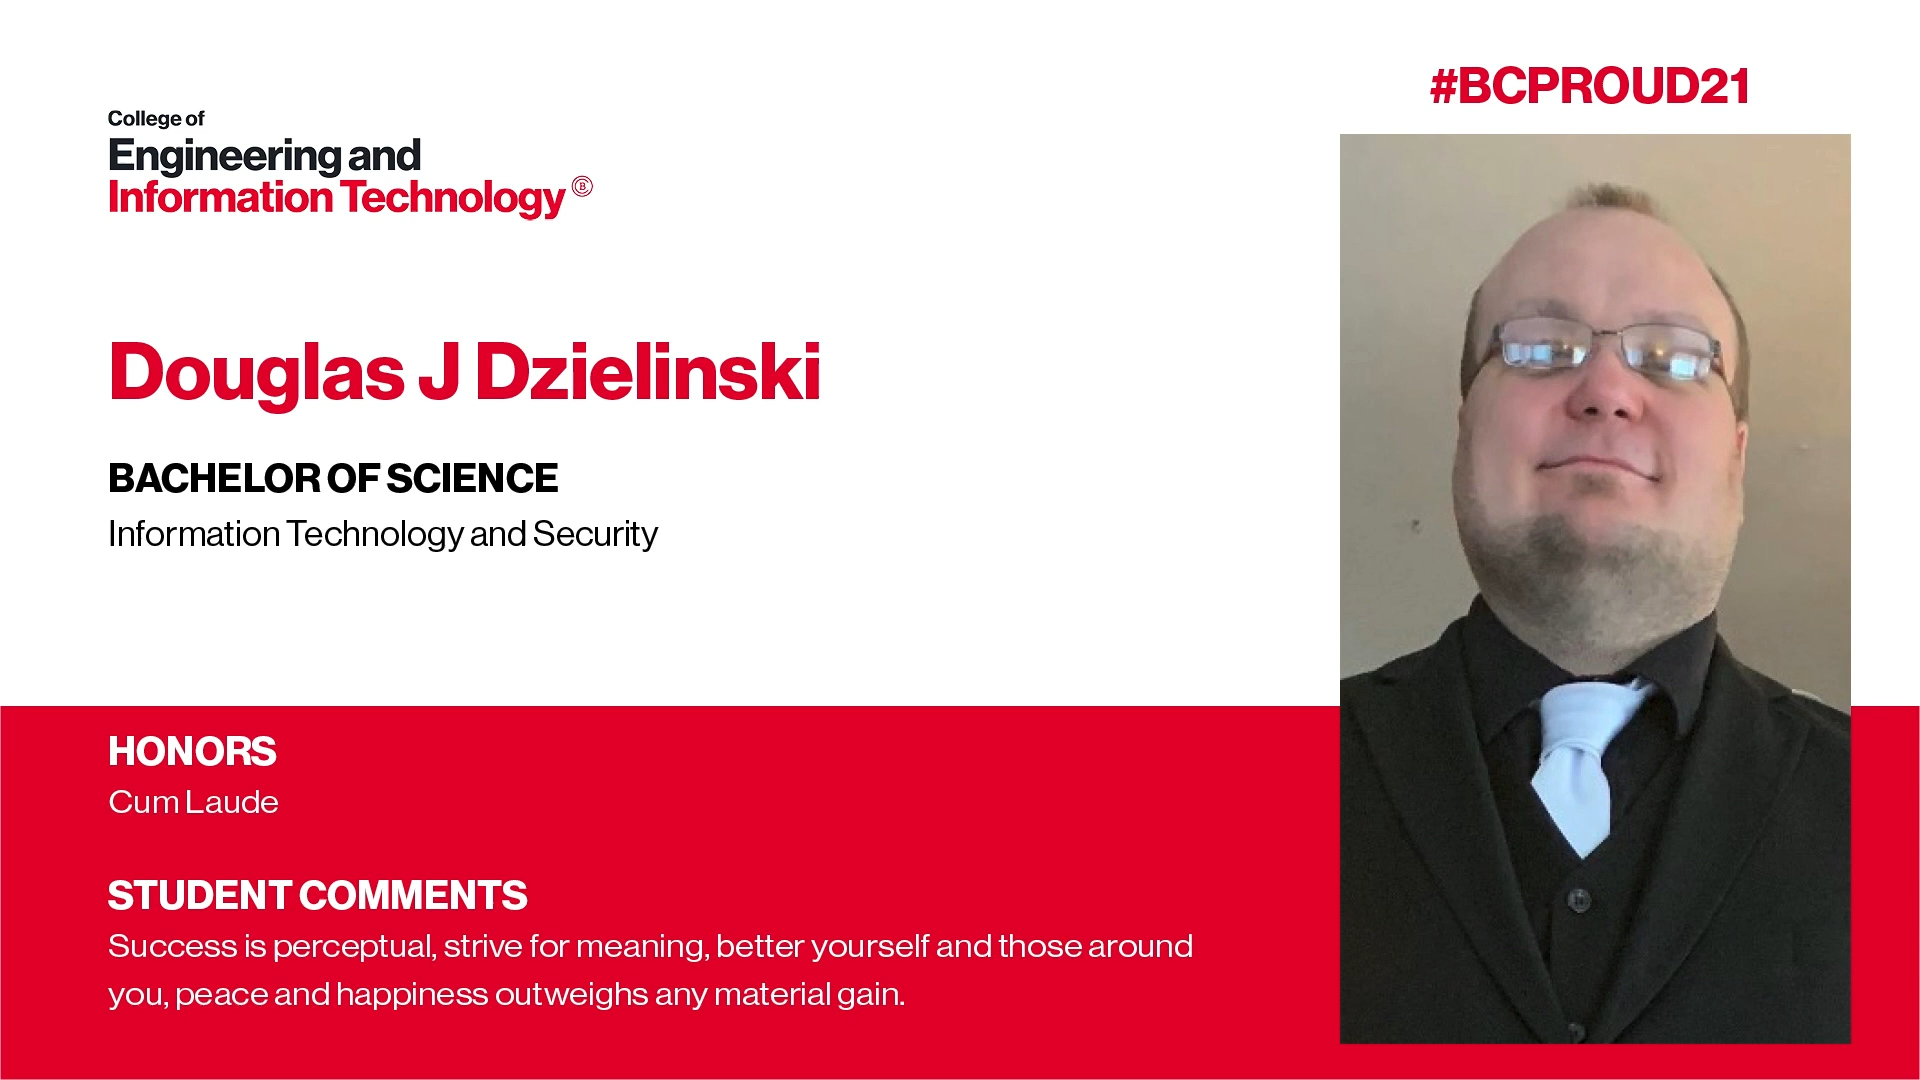 #BCPROUD21
College of
Engineering and
Information Technology Ⓑ
Douglas J Dzielinski
BACHELOR OF SCIENCE
Information Technology and Security
HONORS
Cum Laude
STUDENT COMMENTS
Success is perceptual, strive for meaning, better yourself and those around
you, peace and happiness outweighs any material gain.